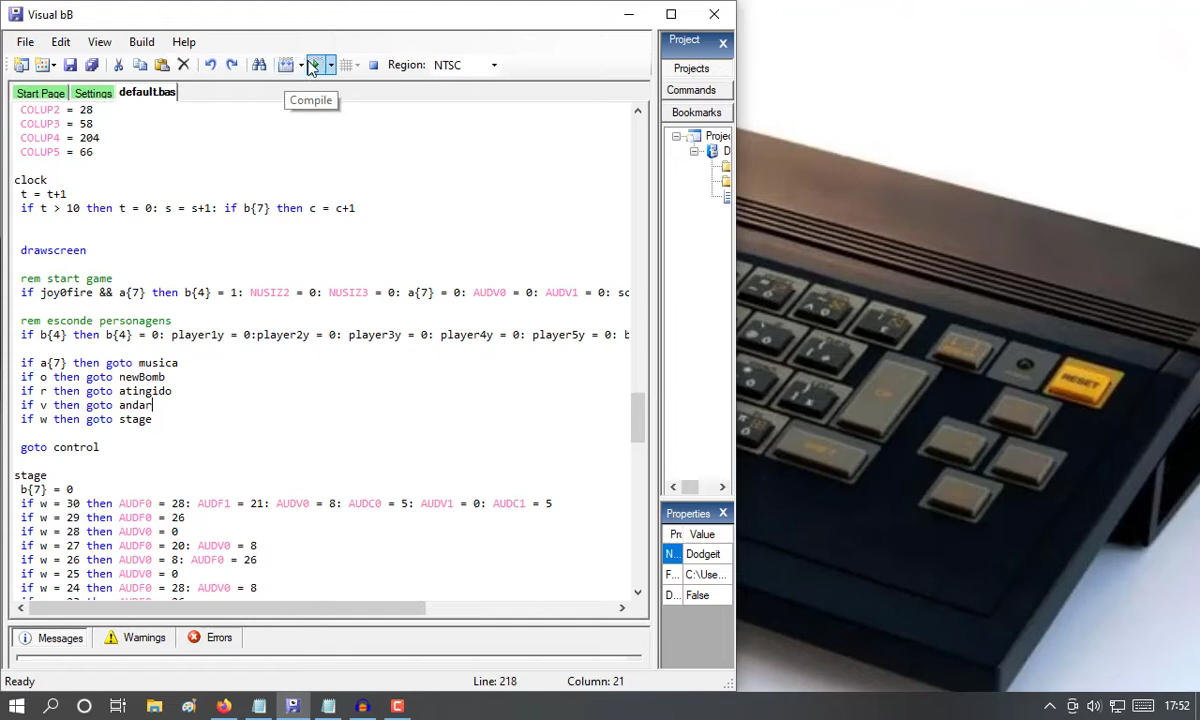 Visual bB
File Edit View Build Help
Region: NTSC
Start Page Settings default.bas
Compile
COLUP2 = 28
COLUP3 = 58
COLUP4 = 204
COLUP5 = 66
clock
t = t+1
if t > 10 then t = 0: s = s+1: if b{7} then c = c+1
drawscreen
rem start game
if joy0fire && a{7} then b{4} = 1: NUSIZ2 = 0: NUSIZ3 = 0: a{7} = 0: AUDV0 = 0: AUDV1 = 0: sc
rem esconde personagens
if b{4} then b{4} = 0: player1y = 0:player2y = 0: player3y = 0: player4y = 0: player5y = 0: b
if a{7} then goto musica
if o then goto newBomb
if r then goto atingido
if v then goto andar
if w then goto stage
goto control
stage
b{7} = 0
if w = 30 then AUDF0 = 28: AUDF1 = 21: AUDV0 = 8: AUDC0 = 5: AUDV1 = 0: AUDC1 = 5
if w = 29 then AUDF0 = 26
if w = 28 then AUDV0 = 0
if w = 27 then AUDF0 = 20: AUDV0 = 8
if w = 26 then AUDV0 = 8: AUDF0 = 26
if w = 25 then AUDV0 = 0
if w = 24 then AUDF0 = 28: AUDV0 = 8
Messages Warnings Errors
Ready Line: 218 Column: 21
Project
Projects
Commands
Bookmarks
Projec
D
Properties
Pr Value
N... Dodgeit
F... C:\Use...
D... False
RESET
17:52